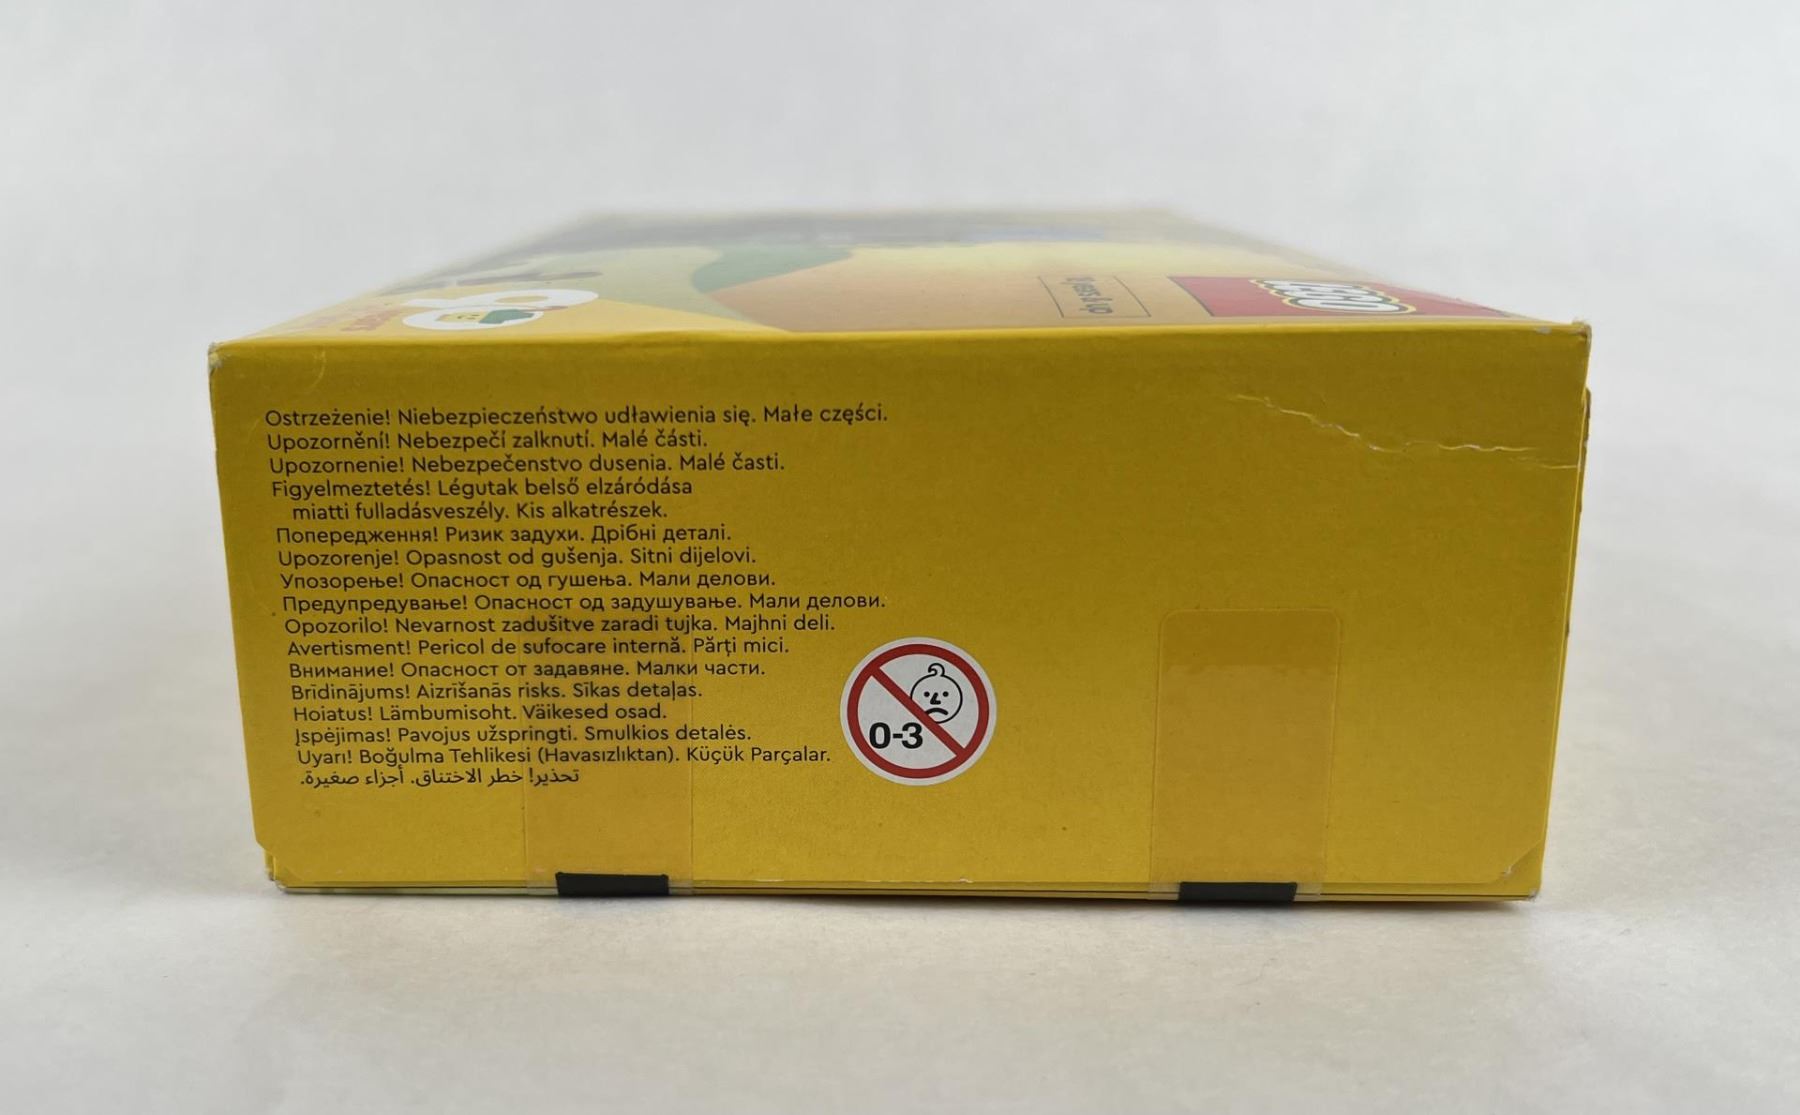 LEGO
Ostrzeżenie! Niebezpieczeństwo udławienia się. Małe części.
Upozornění! Nebezpečí zalknutí. Malé části.
Upozornenie! Nebezpečenstvo dusenia. Malé časti.
Figyelmeztetés! Légutak belső elzáródása
miatti fulladásveszély. Kis alkatrészek.
Попередження! Ризик задухи. Дрібні деталі.
Upozorenje! Opasnost od gušenja. Sitni dijelovi.
Упозорење! Опасност од гушења. Мали делови.
Предупредување! Опасност од задушување. Мали делови.
Opozorilo! Nevarnost zadušitve zaradi tujka. Majhni deli.
Avertisment! Pericol de sufocare internă. Părți mici.
Внимание! Опасност от задавяне. Малки части.
Brīdinājums! Aizrīšanās risks. Sīkas detaļas.
Hoiatus! Lämbumisoht. Väikesed osad.
Įspėjimas! Pavojus užspringti. Smulkios detalės.
Uyarı! Boğulma Tehlikesi (Havasızlıktan). Küçük Parçalar.
تحذير! خطر الاختناق. أجزاء صغيرة.
0-3